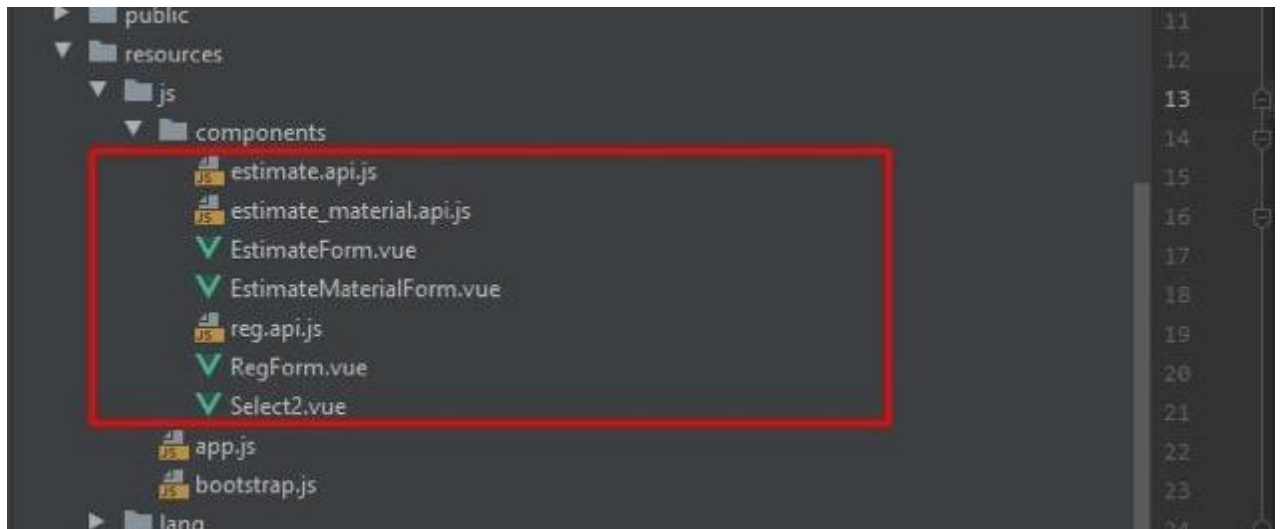 public
resources
js
components
estimate.api.js
estimate_material.api.js
EstimateForm.vue
EstimateMaterialForm.vue
reg.api.js
RegForm.vue
Select2.vue
app.js
bootstrap.js
lang
11
12
13
14
15
16
17
18
19
20
21
22
23
24